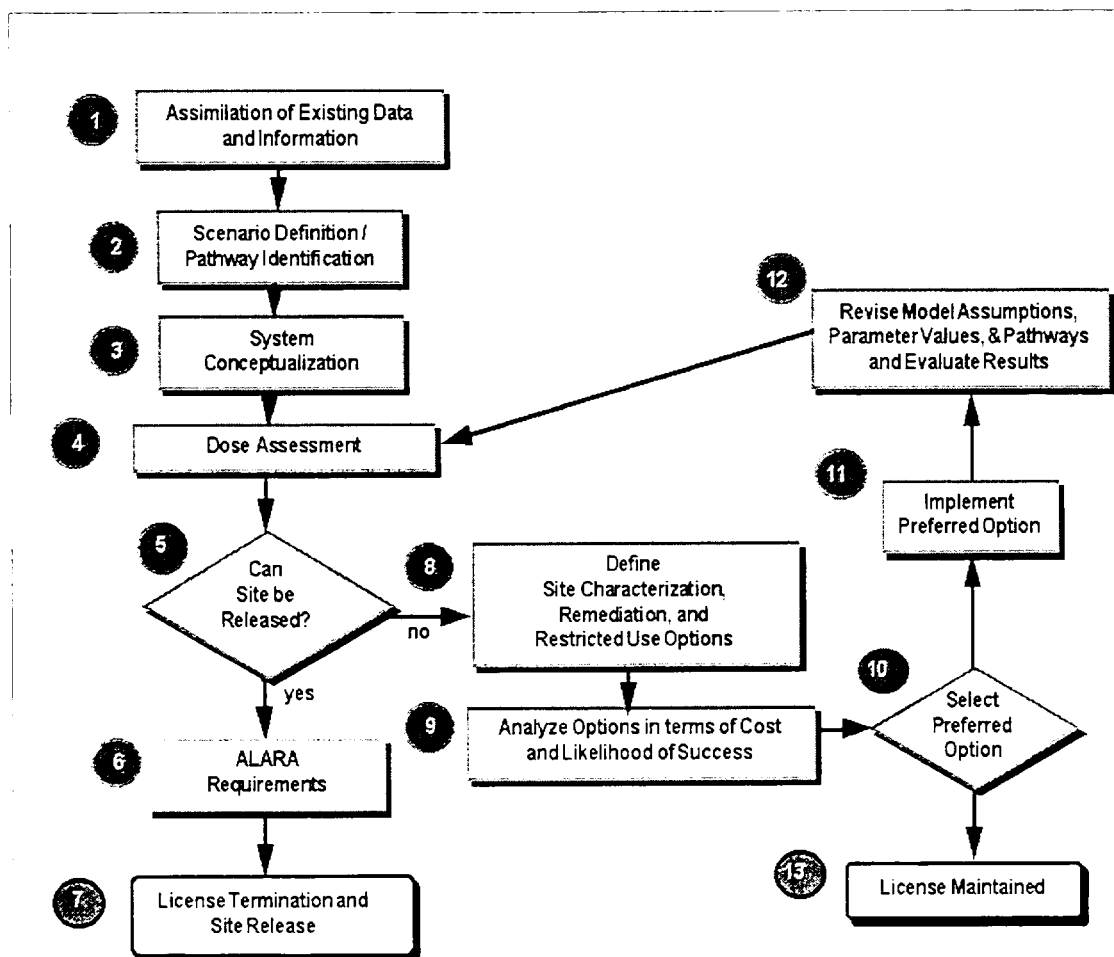 1
Assimilation of Existing Data
and Information
2
Scenario Definition /
Pathway Identification
3
System
Conceptualization
4
Dose Assessment
5
Can
Site be
Released?
no
yes
6
ALARA
Requirements
7
License Termination and
Site Release
8
Define
Site Characterization,
Remediation, and
Restricted Use Options
9
Analyze Options in terms of Cost
and Likelihood of Success
10
Select
Preferred
Option
11
Implement
Preferred Option
12
Revise Model Assumptions,
Parameter Values, & Pathways
and Evaluate Results
13
License Maintained